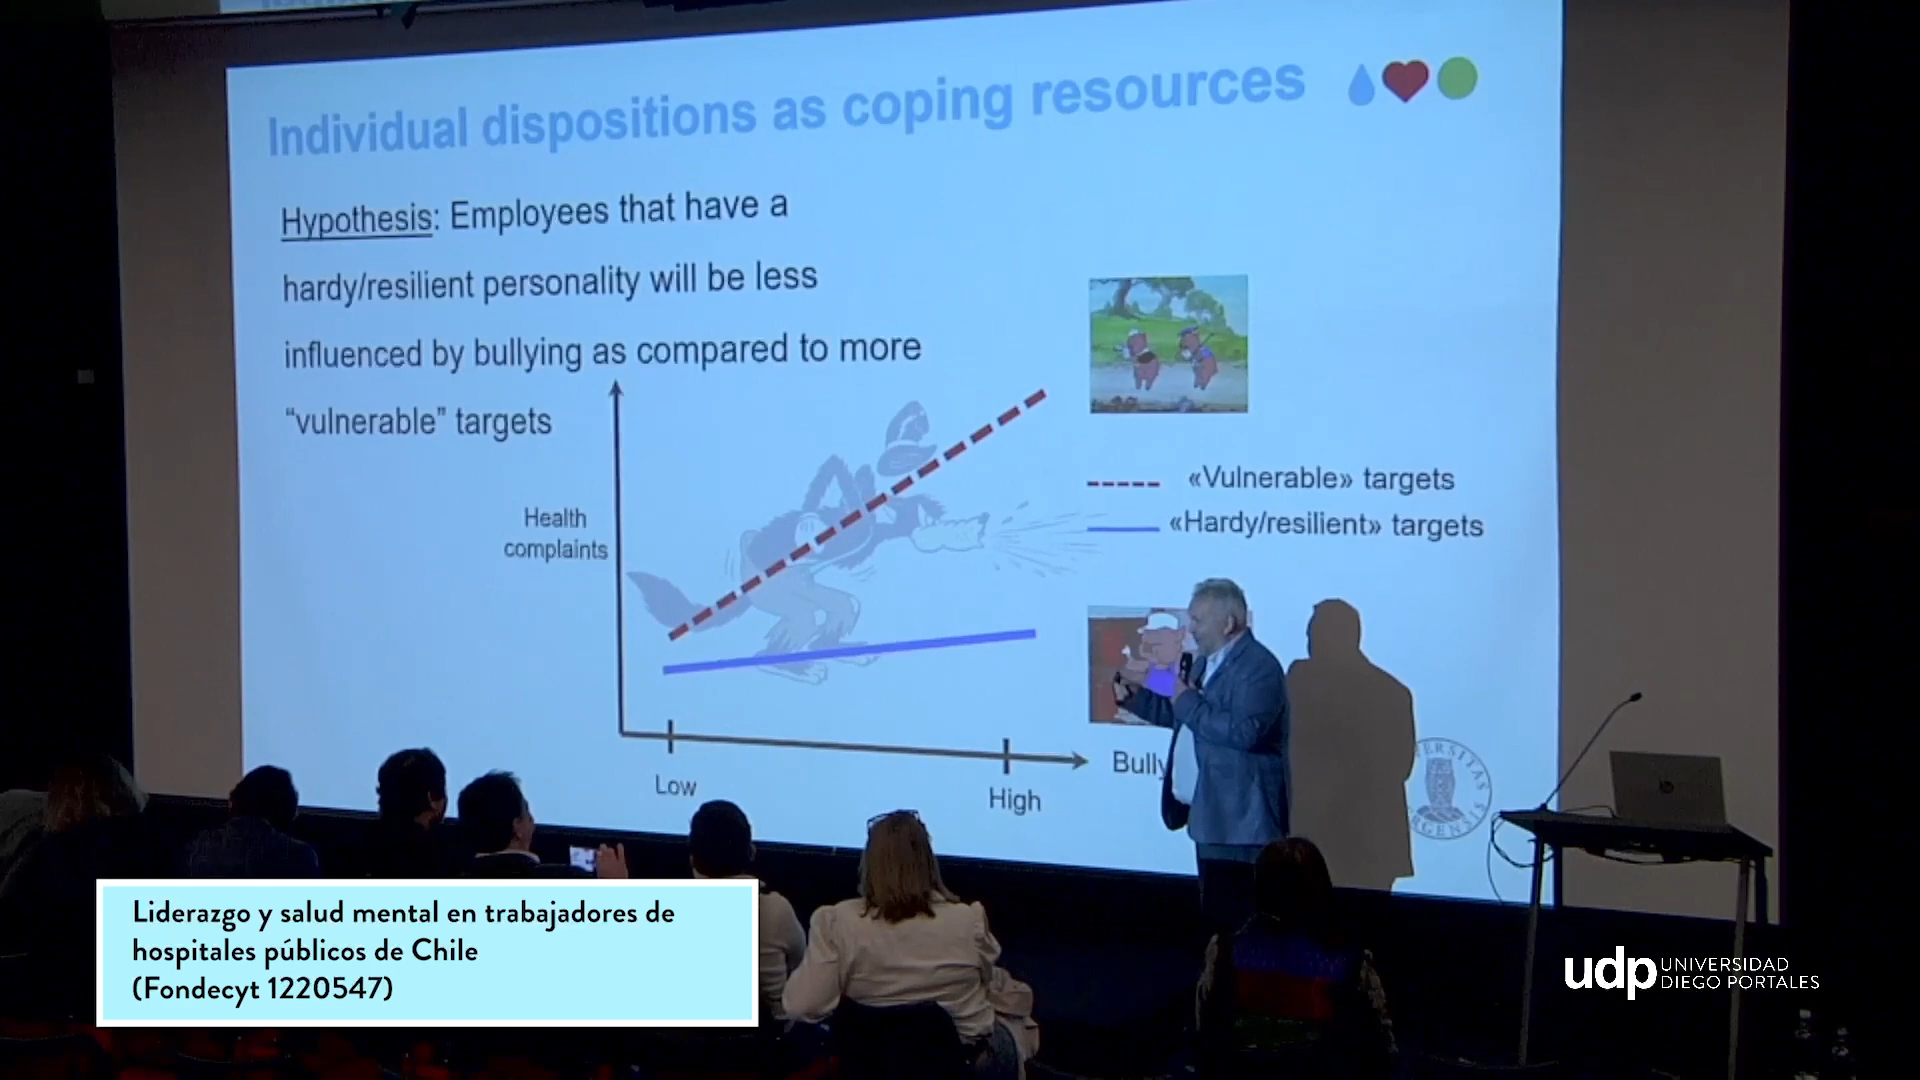 Individual dispositions as coping resources
Hypothesis: Employees that have a
hardy/resilient personality will be less
influenced by bullying as compared to more
“vulnerable” targets
Health
complaints
«Vulnerable» targets
«Hardy/resilient» targets
Low
High
Liderazgo y salud mental en trabajadores de
hospitales públicos de Chile
(Fondecyt 1220547)
udp UNIVERSIDAD
DIEGO PORTALES